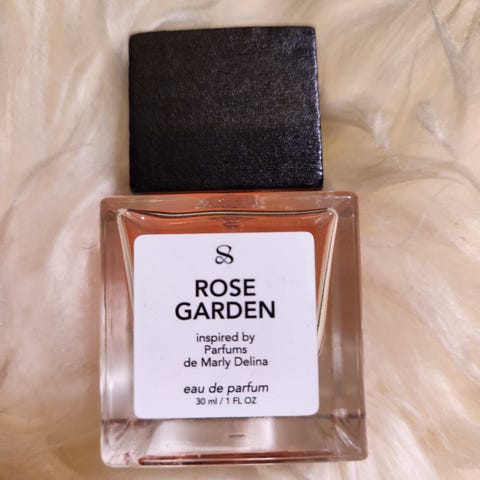 ROSE
GARDEN
inspired by
Parfums
de Marly Delina
eau de parfum
30 ml / 1 FL OZ